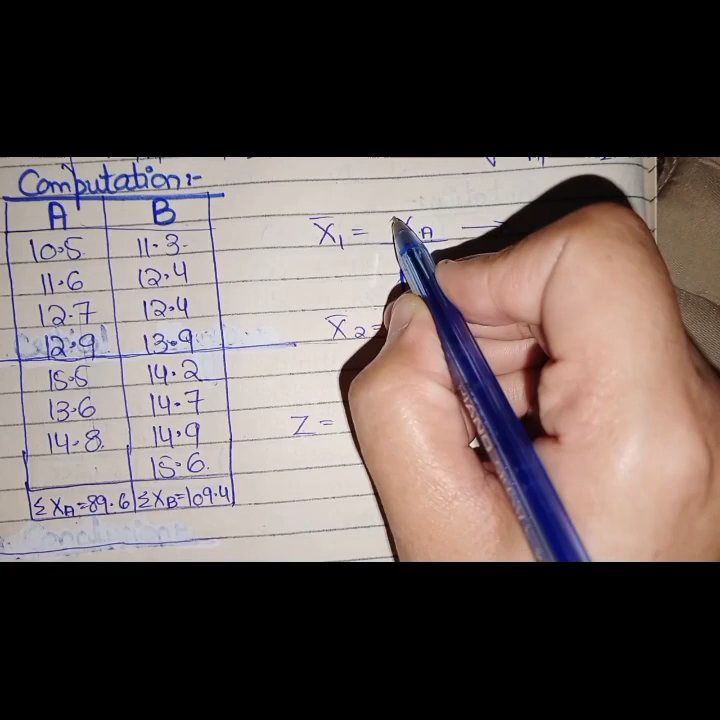 Computation:-
A B
10.5 11.3
11.6 12.4
12.7 12.4
12.9 13.9
15.5 14.2
13.6 14.7
14.8 14.9
15.6
ΣXA=89.6 ΣXB=109.4
X̄1 =
X̄2 =
Z =